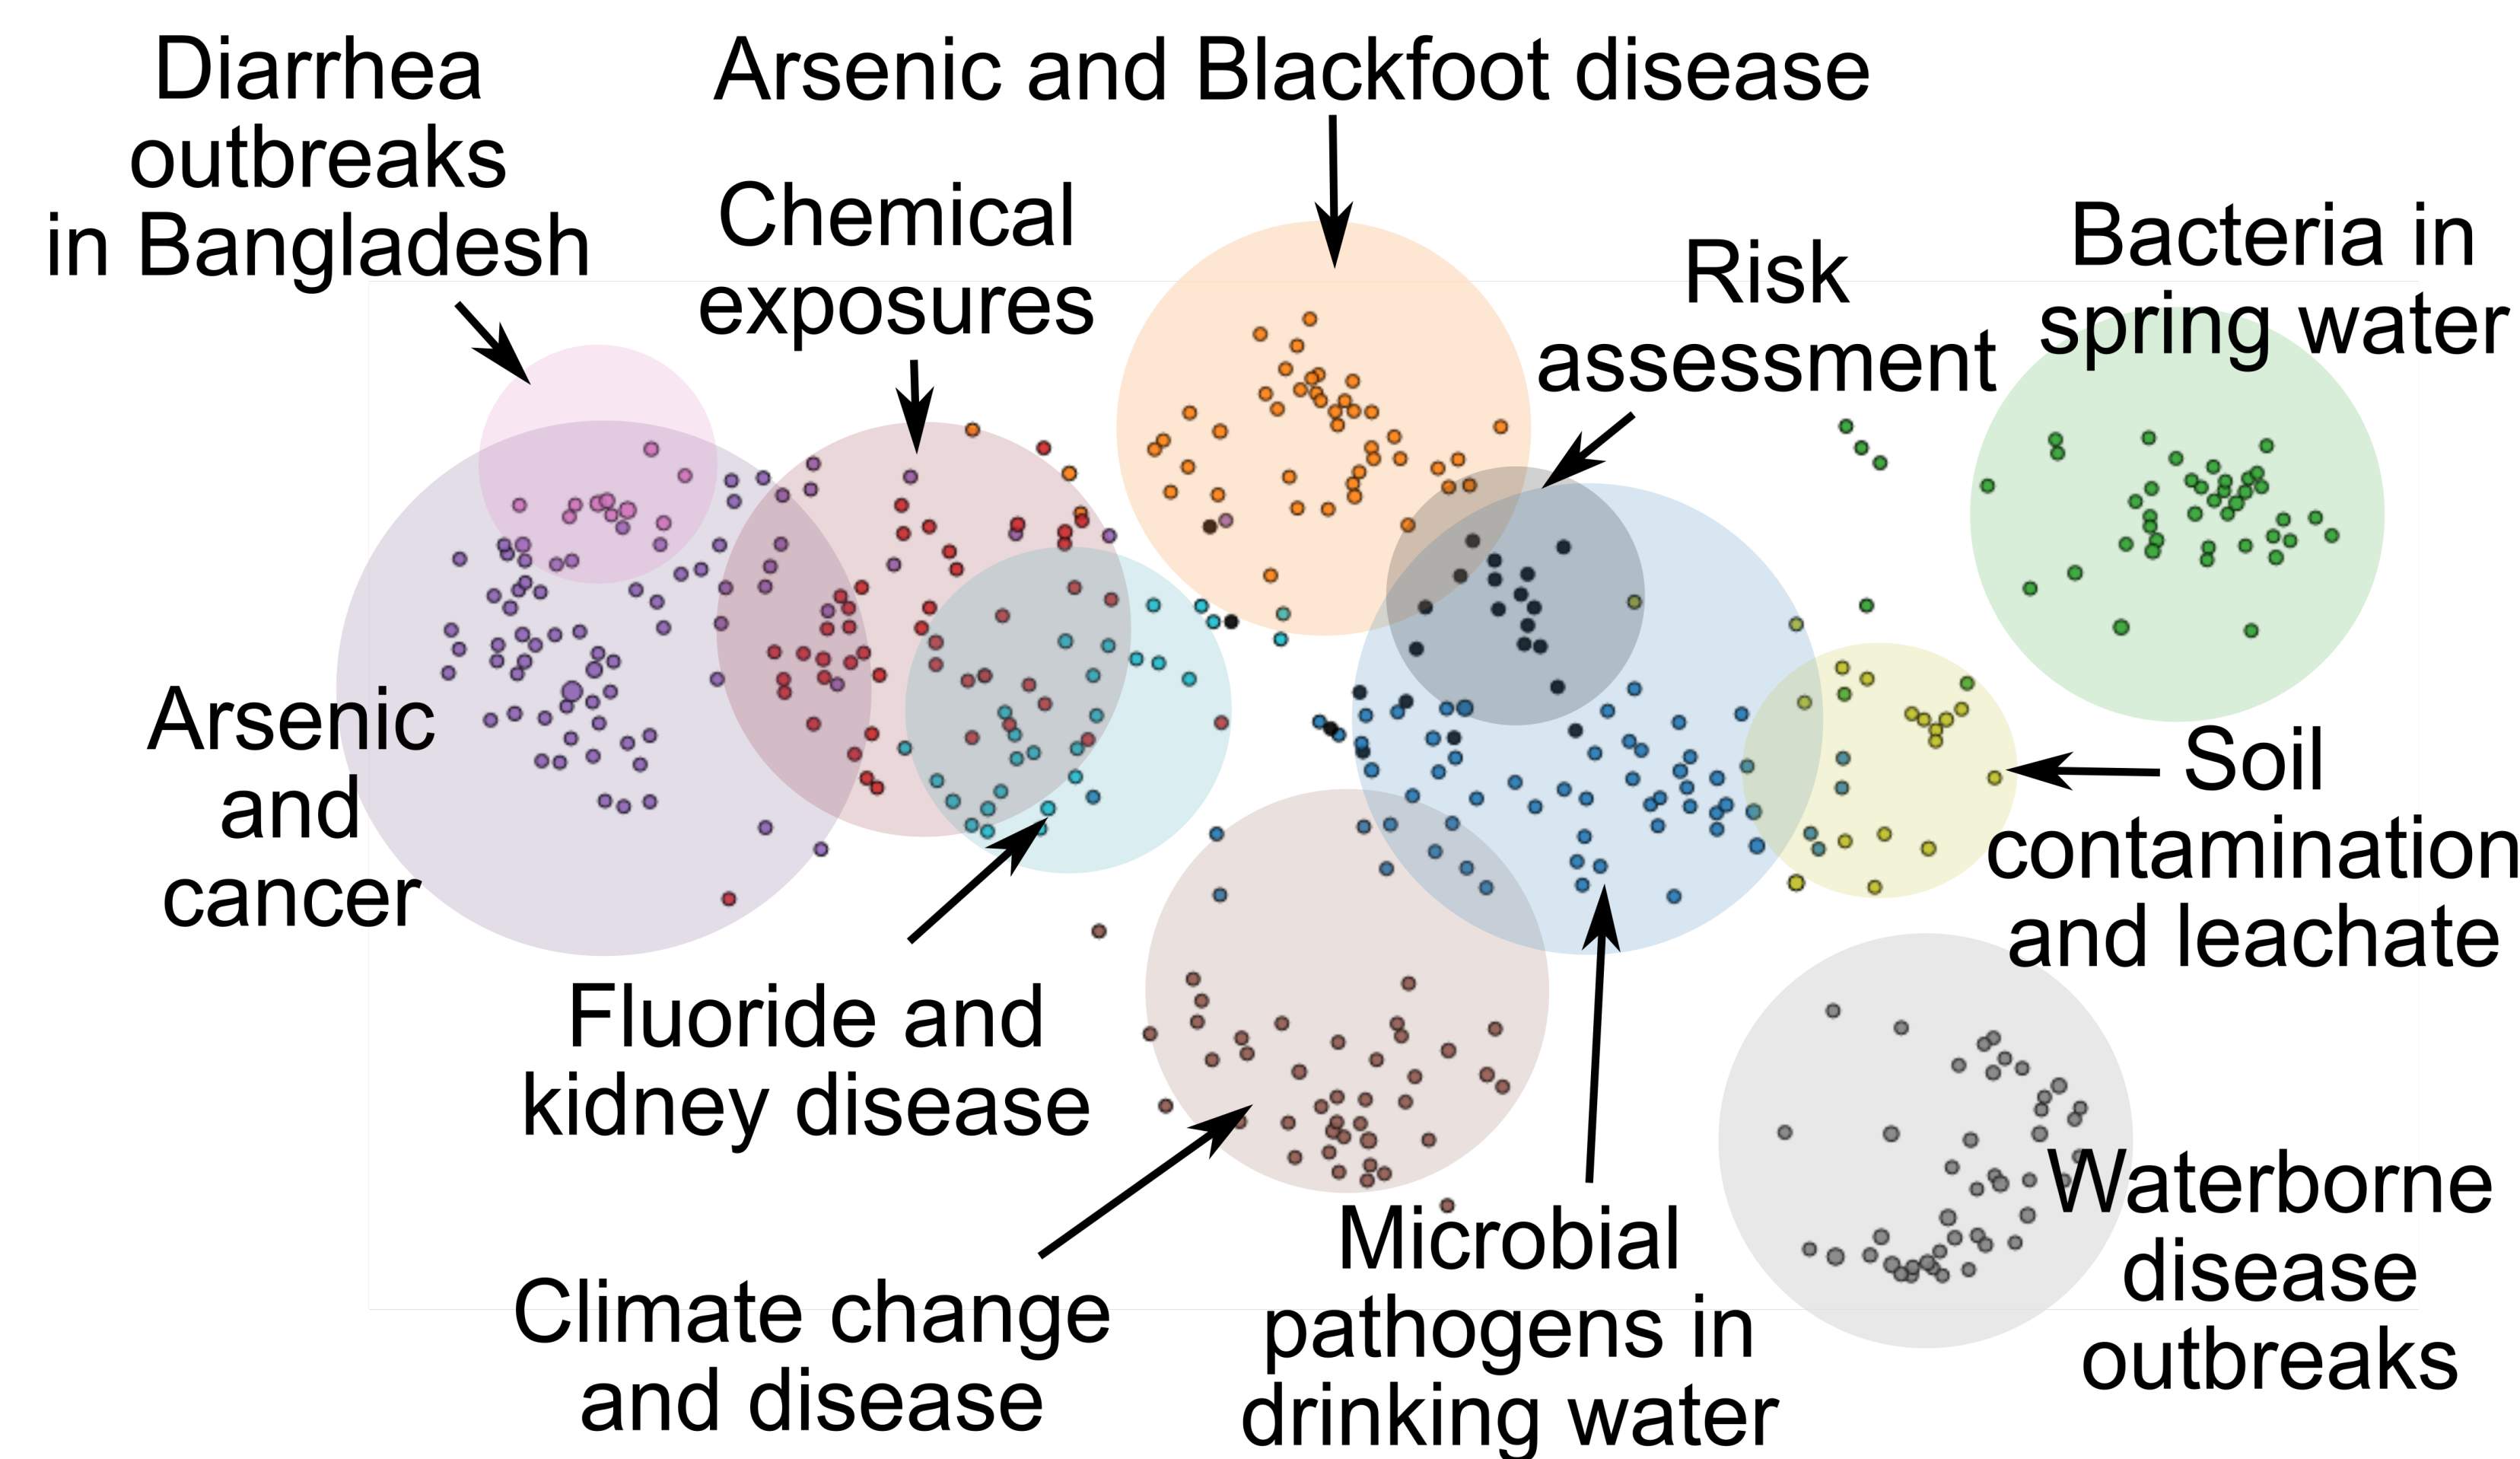 Diarrhea
outbreaks
in Bangladesh
Arsenic and Blackfoot disease
Chemical
exposures
Risk
assessment
Bacteria in
spring water
Arsenic
and
cancer
Soil
contamination
and leachate
Fluoride and
kidney disease
Climate change
and disease
Microbial
pathogens in
drinking water
Waterborne
disease
outbreaks